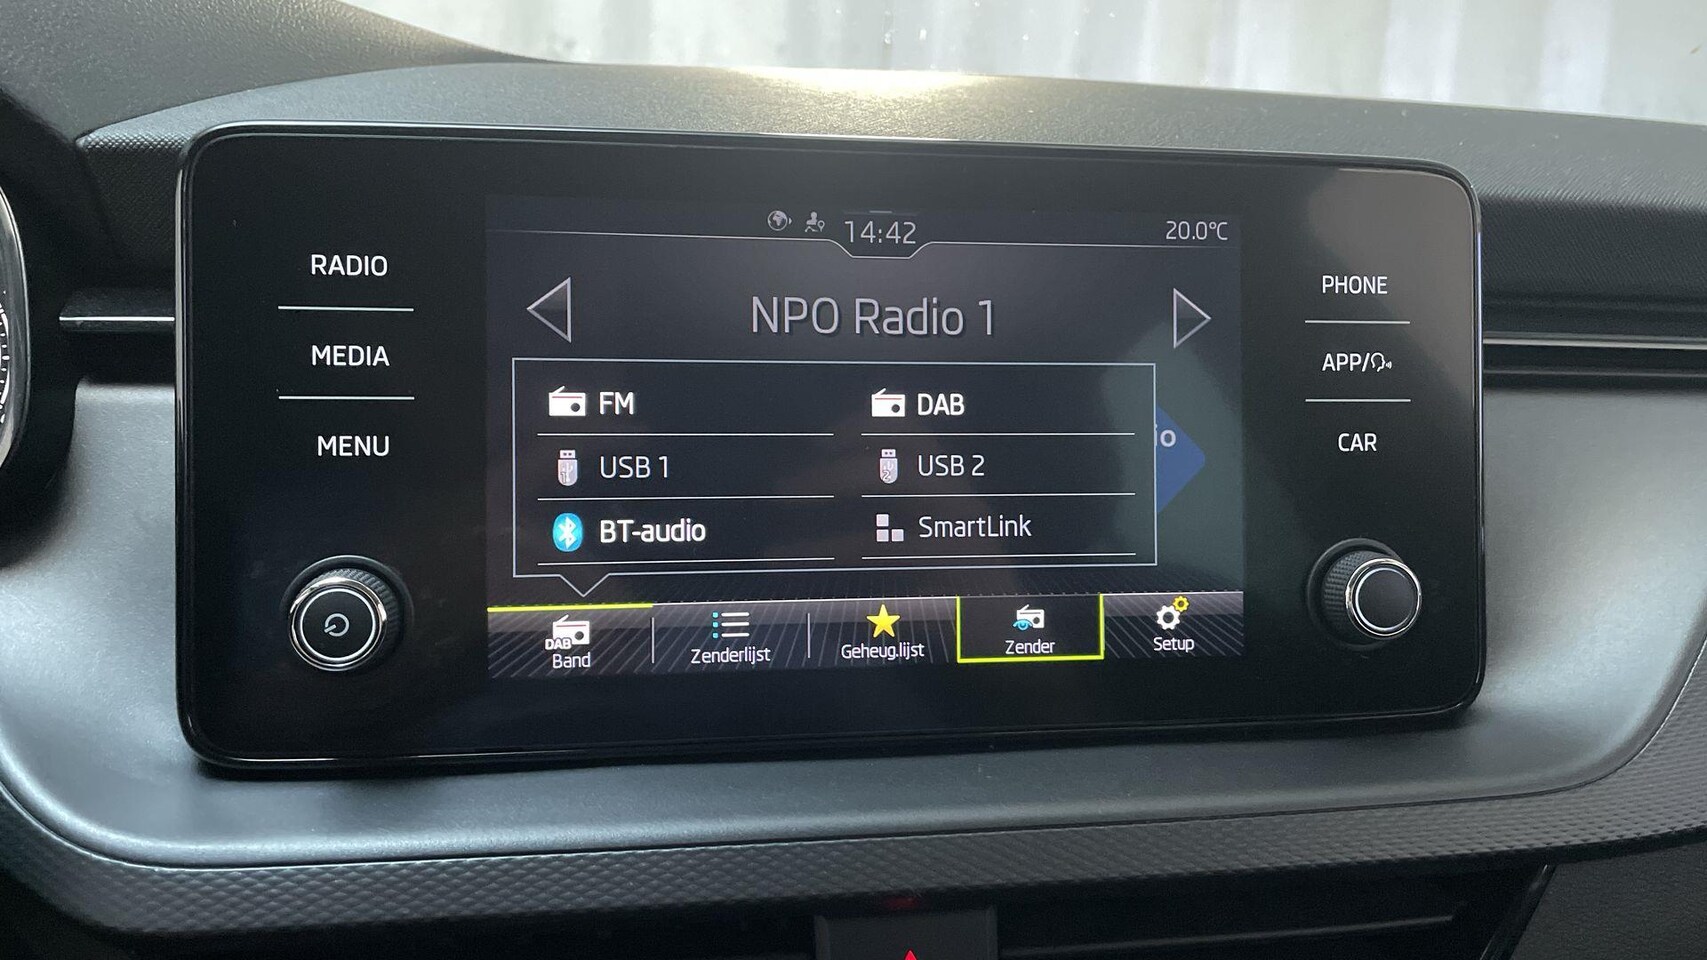 14:42
20.0°C
RADIO
MEDIA
MENU
NPO Radio 1
FM
DAB
USB 1
USB 2
BT-audio
SmartLink
io
DAB
Band
Zenderlijst
Geheug.lijst
Zender
Setup
PHONE
APP/
CAR